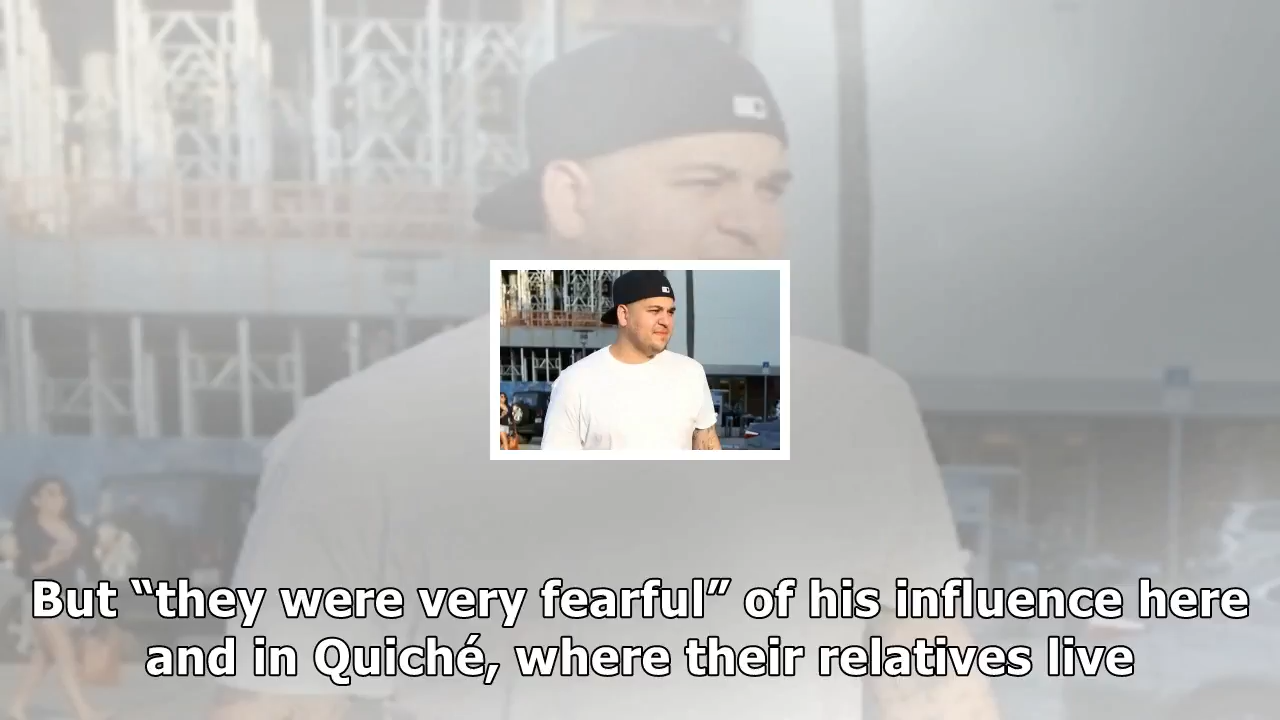 But “they were very fearful” of his influence here
and in Quiché, where their relatives live